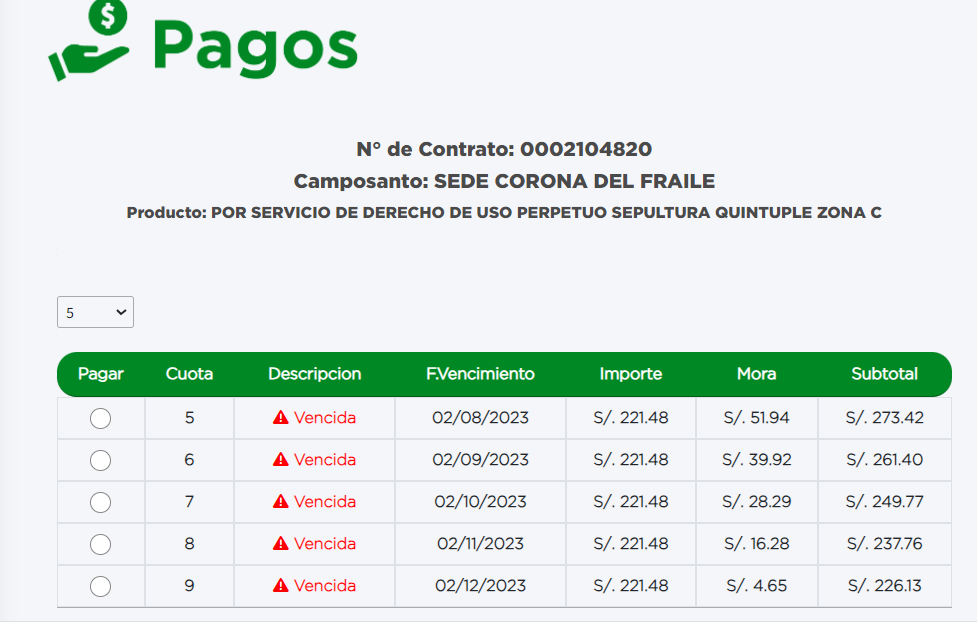 $
Pagos
N° de Contrato: 0002104820
Camposanto: SEDE CORONA DEL FRAILE
Producto: POR SERVICIO DE DERECHO DE USO PERPETUO SEPULTURA QUINTUPLE ZONA C
5
Pagar Cuota Descripcion F.Vencimiento Importe Mora Subtotal
5 Vencida 02/08/2023 S/. 221.48 S/. 51.94 S/. 273.42
6 Vencida 02/09/2023 S/. 221.48 S/. 39.92 S/. 261.40
7 Vencida 02/10/2023 S/. 221.48 S/. 28.29 S/. 249.77
8 Vencida 02/11/2023 S/. 221.48 S/. 16.28 S/. 237.76
9 Vencida 02/12/2023 S/. 221.48 S/. 4.65 S/. 226.13